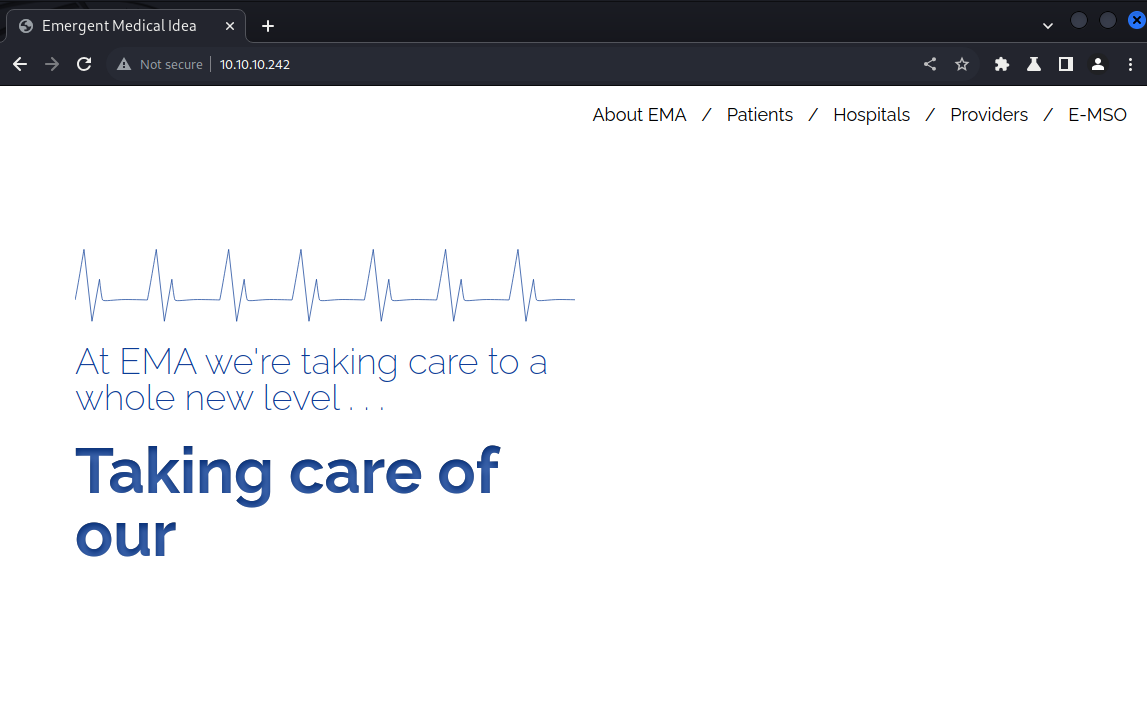 Emergent Medical Idea
Not secure 10.10.10.242
About EMA / Patients / Hospitals / Providers / E-MSO
At EMA we're taking care to a
whole new level . . .
Taking care of
our